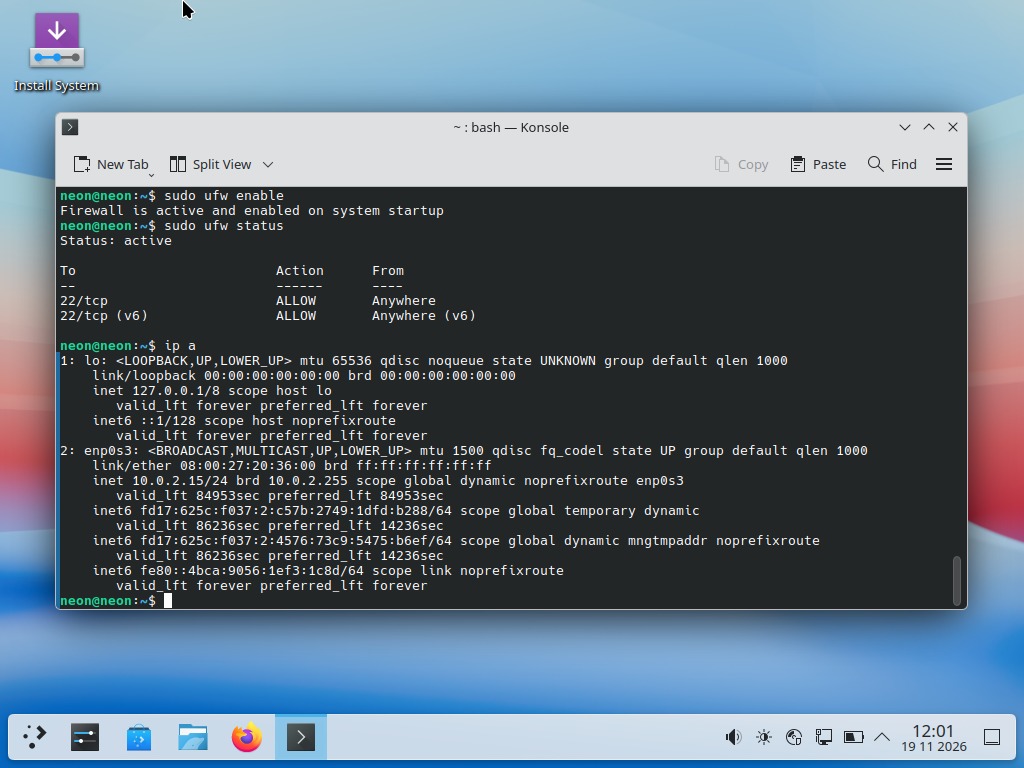 Install System
~ : bash — Konsole
New Tab
Split View
Copy
Paste
Find
neon@neon:~$ sudo ufw enable
Firewall is active and enabled on system startup
neon@neon:~$ sudo ufw status
Status: active
To                         Action      From
--                         ------      ----
22/tcp                     ALLOW       Anywhere
22/tcp (v6)                ALLOW       Anywhere (v6)
neon@neon:~$ ip a
1: lo: <LOOPBACK,UP,LOWER_UP> mtu 65536 qdisc noqueue state UNKNOWN group default qlen 1000
    link/loopback 00:00:00:00:00:00 brd 00:00:00:00:00:00
    inet 127.0.0.1/8 scope host lo
       valid_lft forever preferred_lft forever
    inet6 ::1/128 scope host noprefixroute
       valid_lft forever preferred_lft forever
2: enp0s3: <BROADCAST,MULTICAST,UP,LOWER_UP> mtu 1500 qdisc fq_codel state UP group default qlen 1000
    link/ether 08:00:27:20:36:00 brd ff:ff:ff:ff:ff:ff
    inet 10.0.2.15/24 brd 10.0.2.255 scope global dynamic noprefixroute enp0s3
       valid_lft 84953sec preferred_lft 84953sec
    inet6 fd17:625c:f037:2:c57b:2749:1dfd:b288/64 scope global temporary dynamic
       valid_lft 86236sec preferred_lft 14236sec
    inet6 fd17:625c:f037:2:4576:73c9:5475:b6ef/64 scope global dynamic mngtmpaddr noprefixroute
       valid_lft 86236sec preferred_lft 14236sec
    inet6 fe80::4bca:9056:1ef3:1c8d/64 scope link noprefixroute
       valid_lft forever preferred_lft forever
neon@neon:~$
12:01
19 11 2026